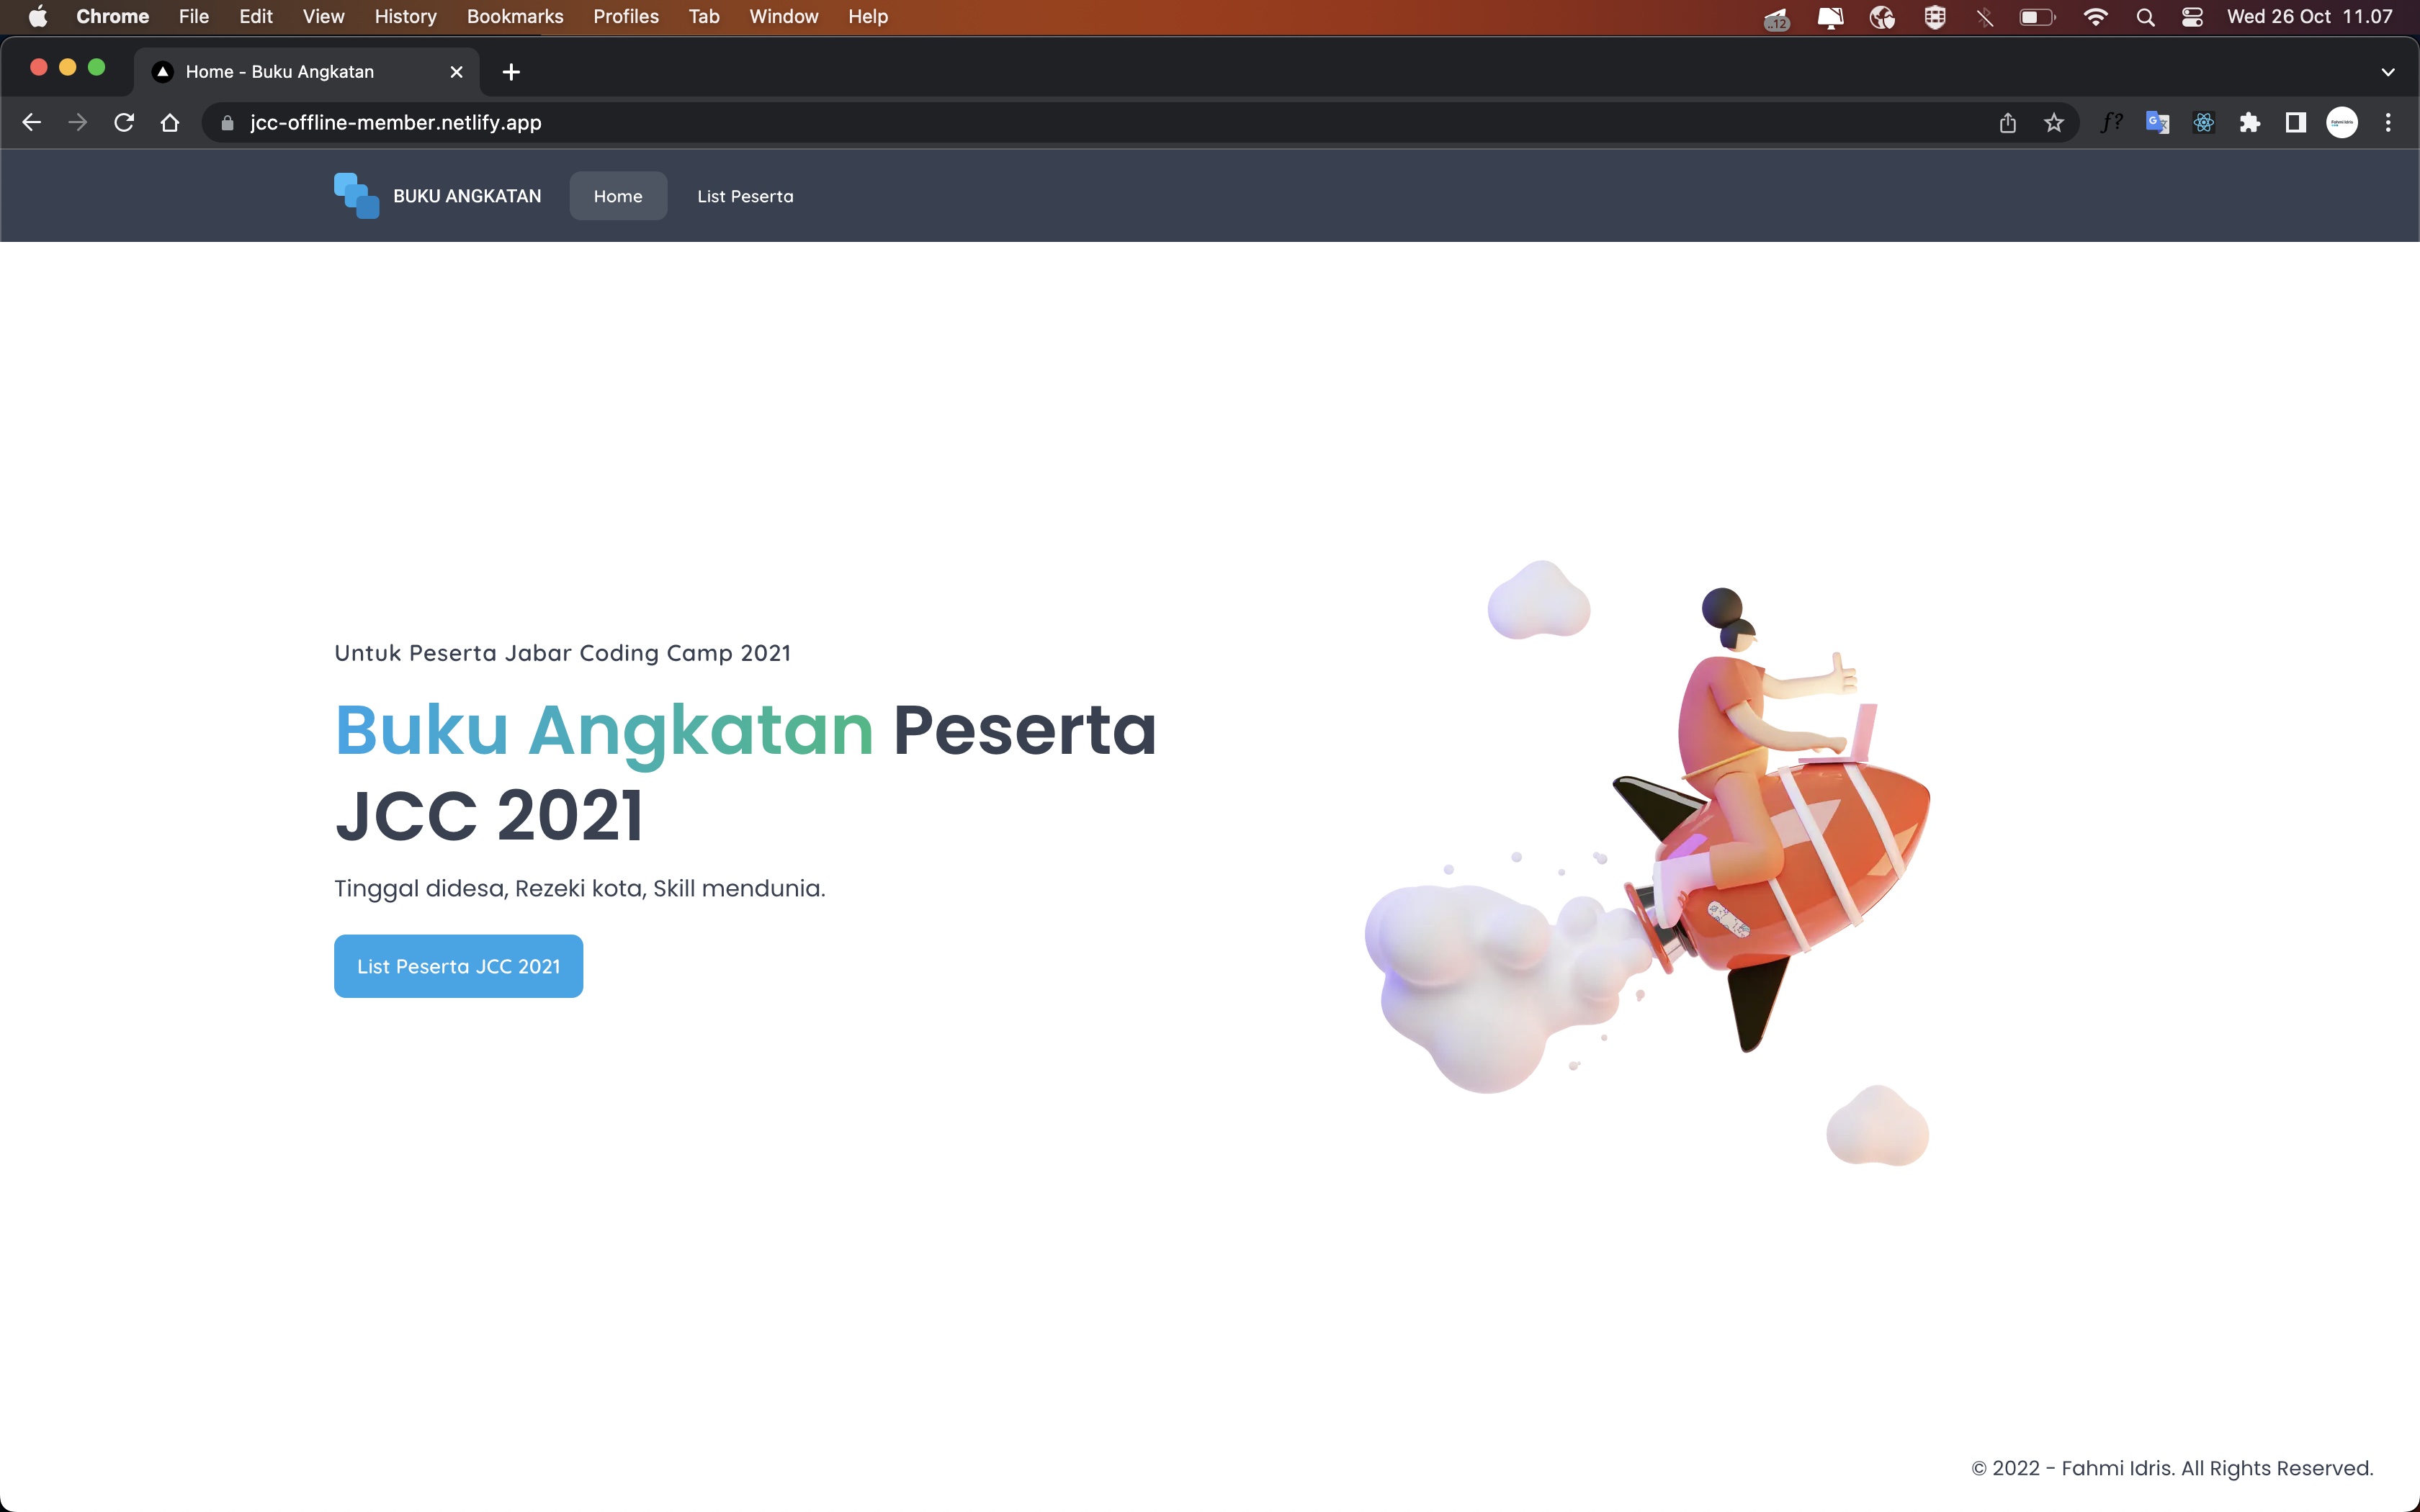 Chrome File Edit View History Bookmarks Profiles Tab Window Help
12 Wed 26 Oct 11.07
Home - Buku Angkatan
jcc-offline-member.netlify.app
f?
BUKU ANGKATAN Home List Peserta
Untuk Peserta Jabar Coding Camp 2021
Buku Angkatan Peserta
JCC 2021
Tinggal didesa, Rezeki kota, Skill mendunia.
List Peserta JCC 2021
© 2022 - Fahmi Idris. All Rights Reserved.